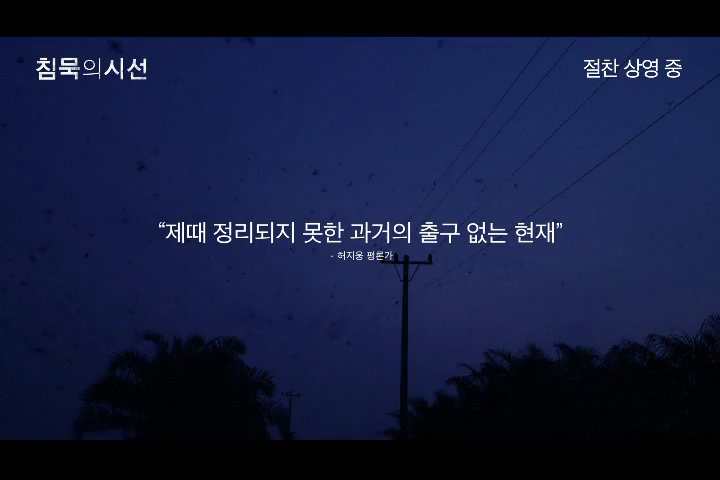 침묵의시선
절찬 상영 중
“제때 정리되지 못한 과거의 출구 없는 현재”
- 허지웅 평론가